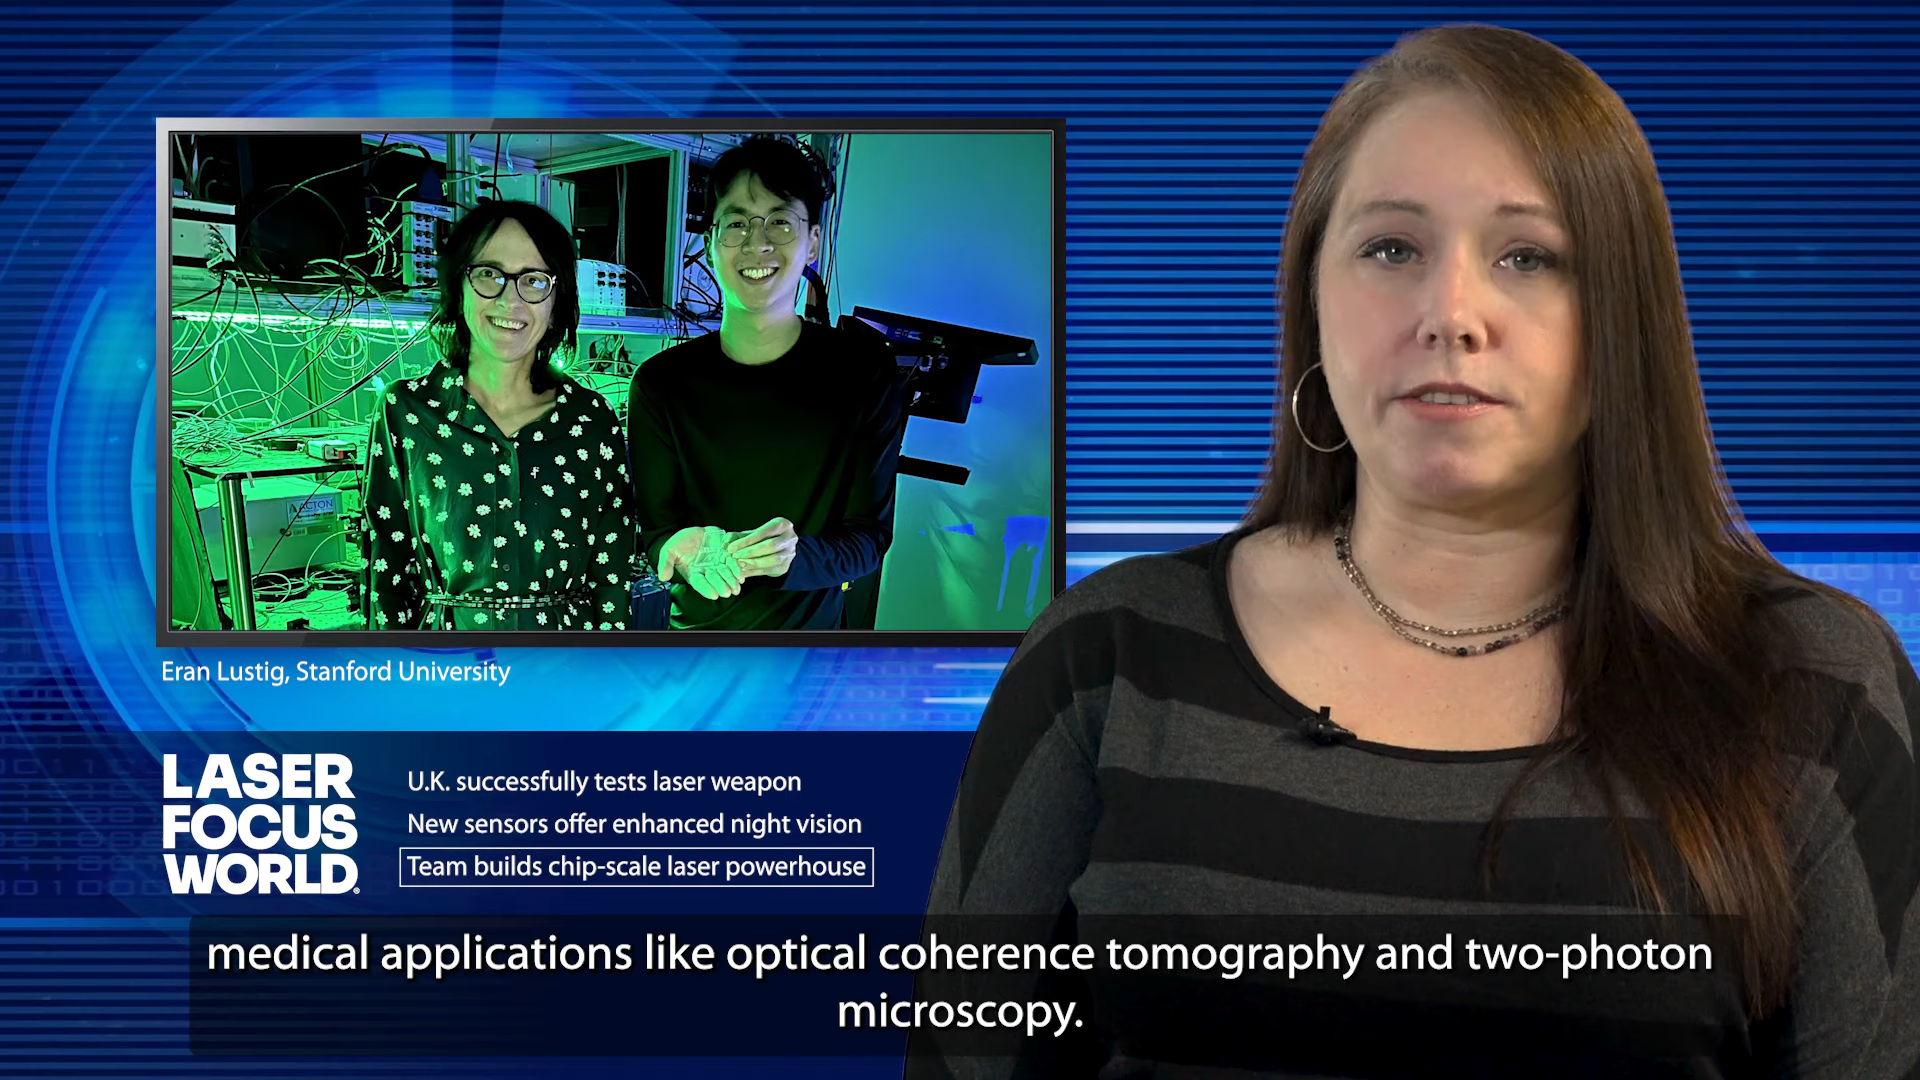 ACTON
Eran Lustig, Stanford University
LASER
FOCUS
WORLD®
U.K. successfully tests laser weapon
New sensors offer enhanced night vision
Team builds chip-scale laser powerhouse
medical applications like optical coherence tomography and two-photon
microscopy.